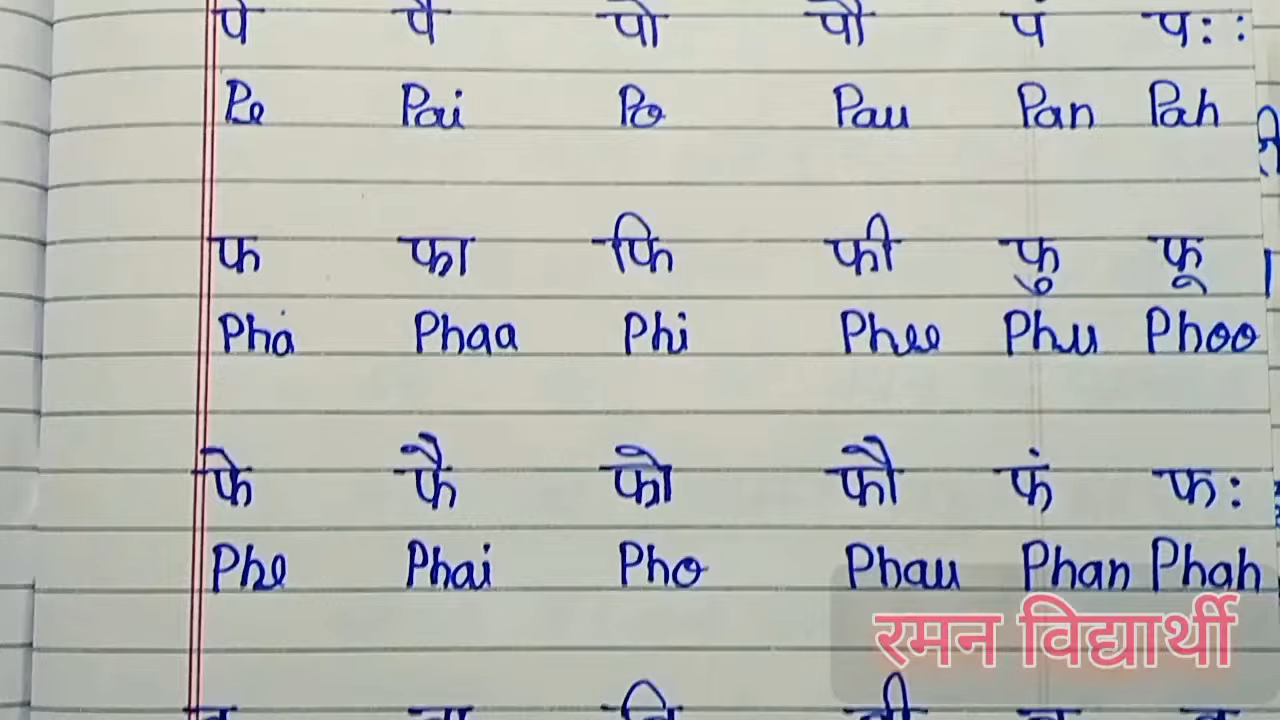 पे पै पो पौ पं पः :
Pe Pai Po Pau Pan Pah
फ फा फि फी फु फू
Pha Phaa Phi Phee Phu Phoo
फे फै फो फौ फं फः
Phe Phai Pho Phau Phan Phah
रमन विद्यार्थी